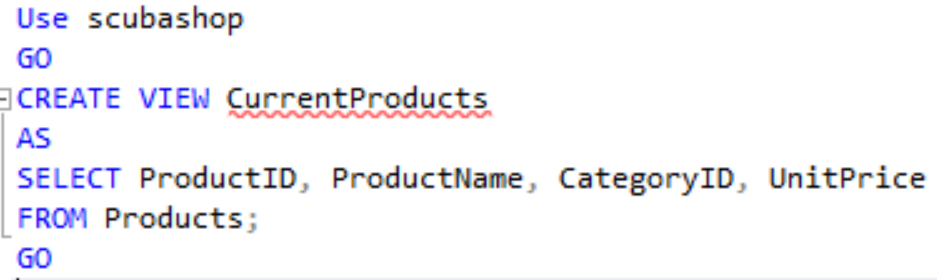 Use scubashop
GO
CREATE VIEW CurrentProducts
AS
SELECT ProductID, ProductName, CategoryID, UnitPrice
FROM Products;
GO